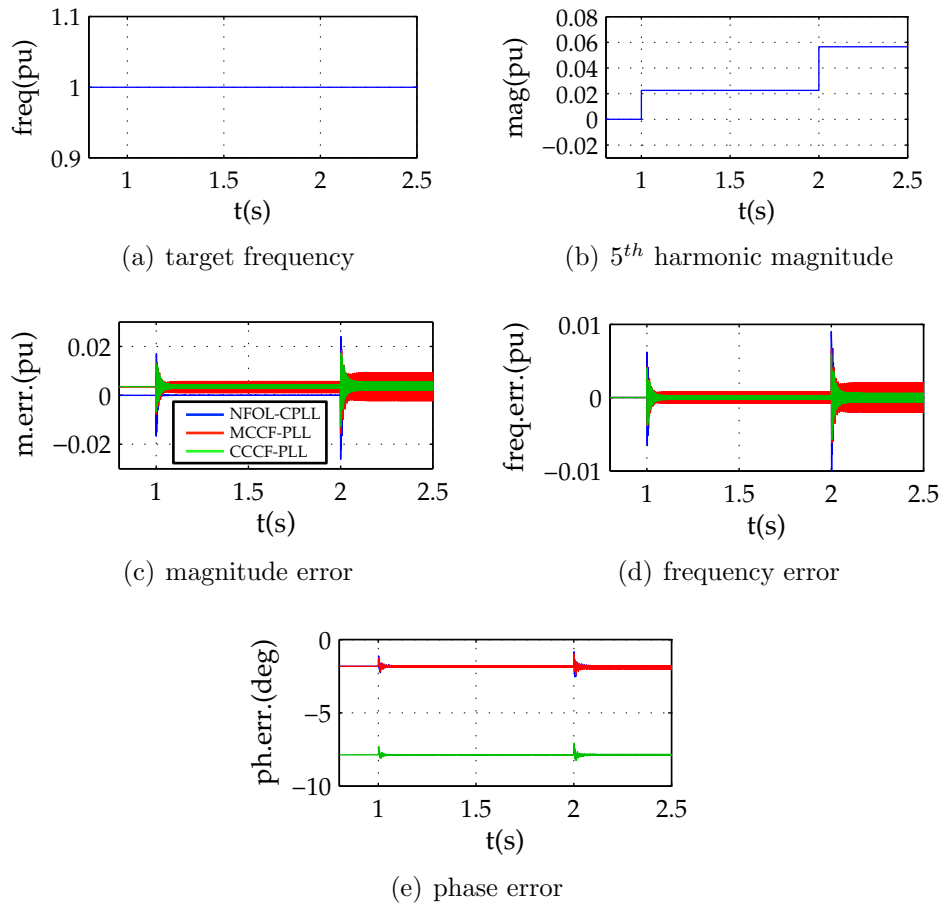 freq(pu)
1.1
1
0.9
1 1.5 2 2.5
t(s)
(a) target frequency
mag(pu)
0.08
0.06
0.04
0.02
0
−0.02
1 1.5 2 2.5
t(s)
(b) 5th harmonic magnitude
m.err.(pu)
0.02
0
−0.02
NFOL-CPLL
MCCF-PLL
CCCF-PLL
1 1.5 2 2.5
t(s)
(c) magnitude error
freq.err.(pu)
0.01
0
−0.01
1 1.5 2 2.5
t(s)
(d) frequency error
ph.err.(deg)
0
−5
−10
1 1.5 2 2.5
t(s)
(e) phase error